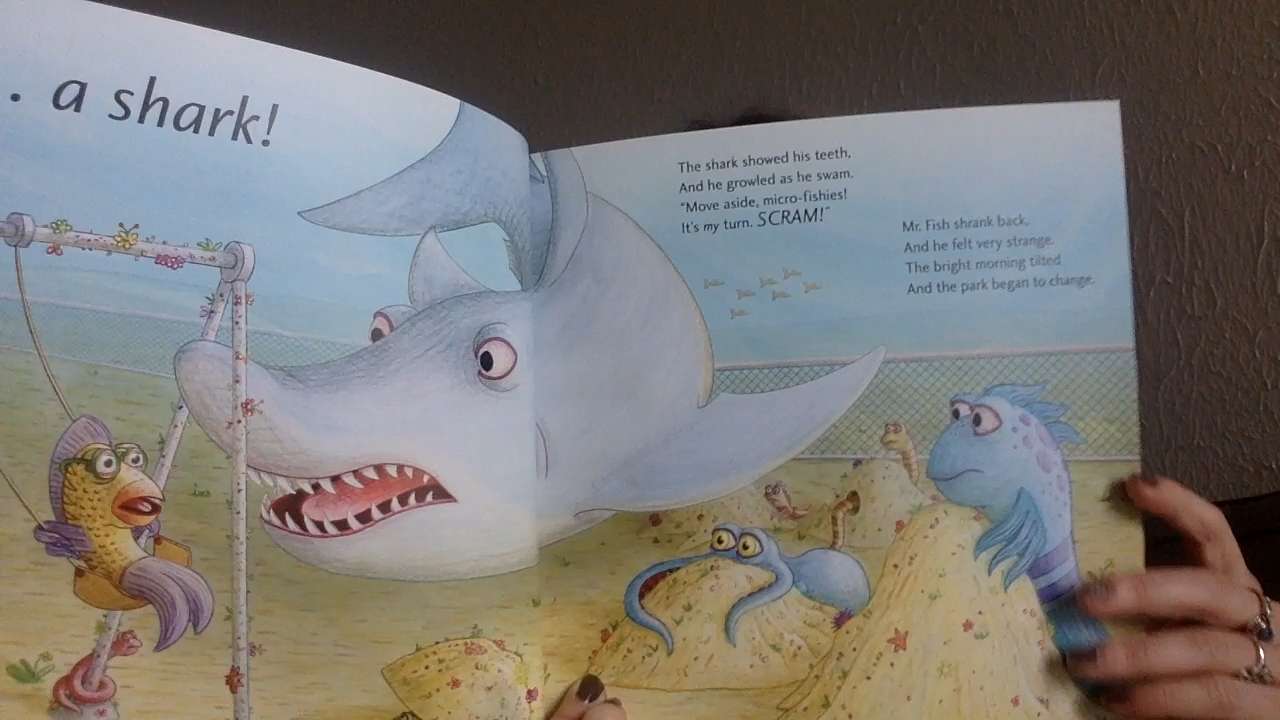 . a shark!
The shark showed his teeth,
And he growled as he swam.
"Move aside, micro-fishies!
It's my turn. SCRAM!"
Mr. Fish shrank back,
And he felt very strange.
The bright morning tilted
And the park began to change.